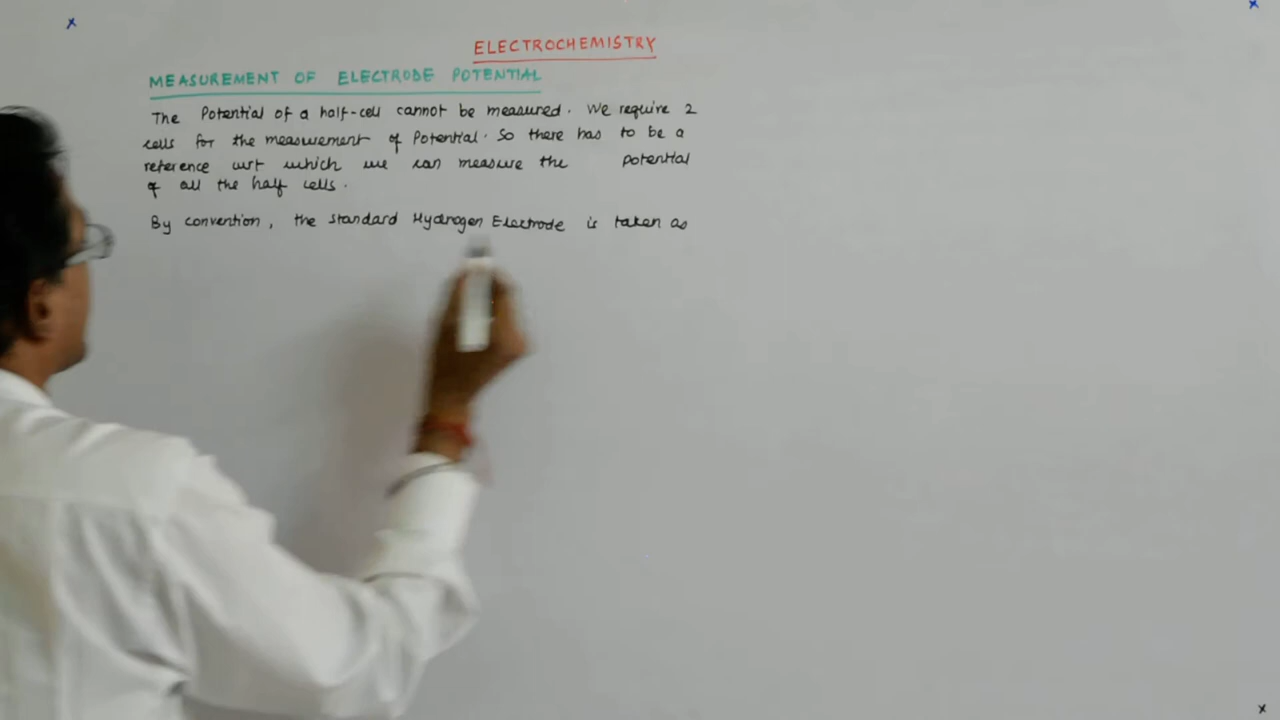 ELECTROCHEMISTRY
MEASUREMENT OF ELECTRODE POTENTIAL
The Potential of a half-cell cannot be measured. We require 2
cells for the measurement of Potential. So there has to be a
reference wrt which we can measure the potential
of all the half cells.
By convention, the standard Hydrogen Electrode is taken as